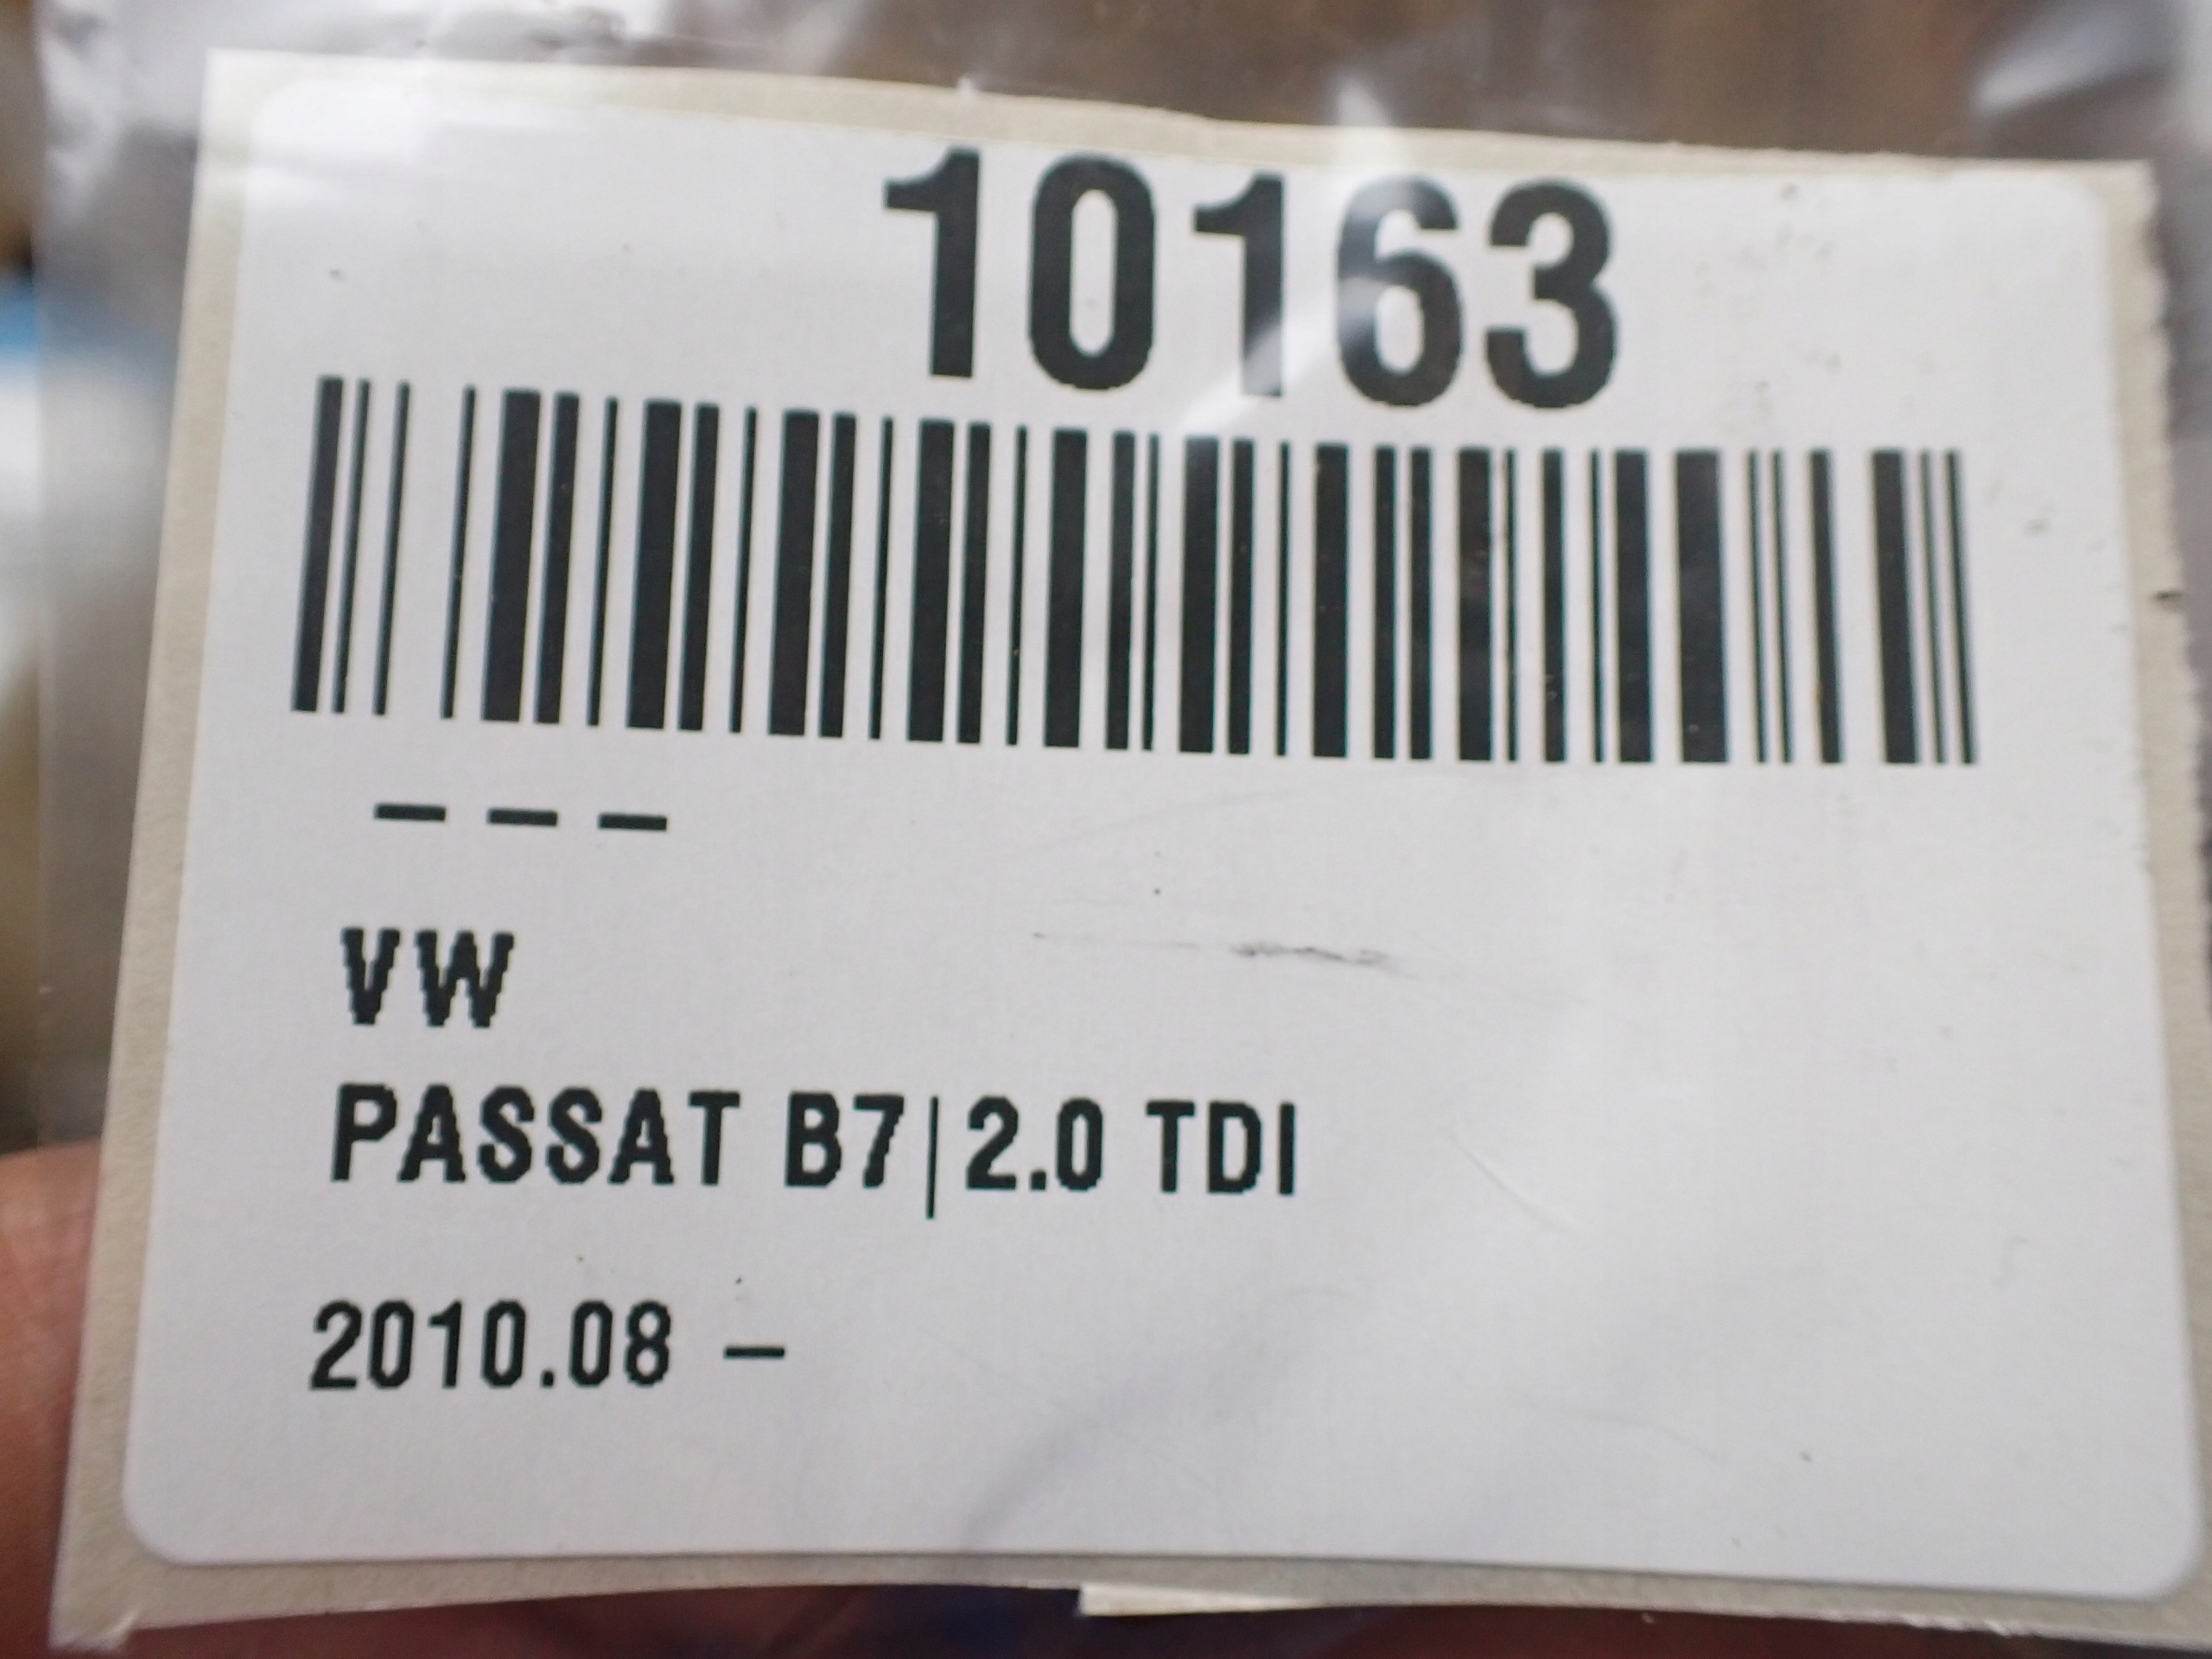 10163
– – –
VW
PASSAT B7|2.0 TDI
2010.08 –